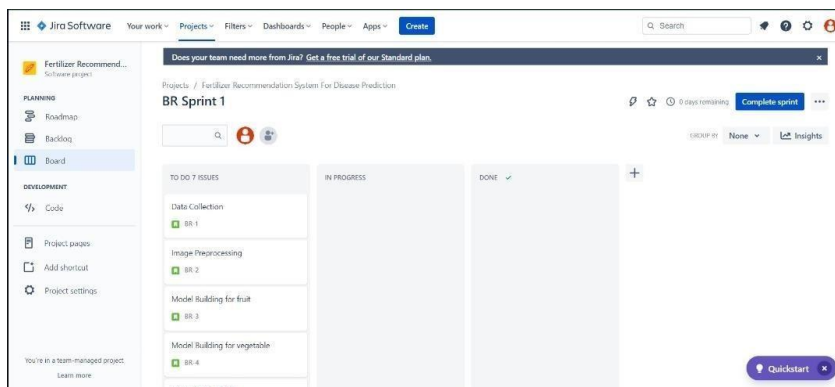 Jira Software Your work Projects Filters Dashboards People Apps Create Search
Does your team need more from Jira? Get a free trial of our Standard plan.
Fertilizer Recommend...
Software project
Projects / Fertilizer Recommendation System For Disease Prediction
BR Sprint 1
0 days remaining Complete sprint
PLANNING
Roadmap
Backlog
Board
DEVELOPMENT
Code
Project pages
Add shortcut
Project settings
You're in a team-managed project
Learn more
GROUP BY None Insights
TO DO 7 ISSUES IN PROGRESS DONE
Data Collection
BR-1
Image Preprocessing
BR-2
Model Building for fruit
BR-3
Model Building for vegetable
BR-4
Quickstart